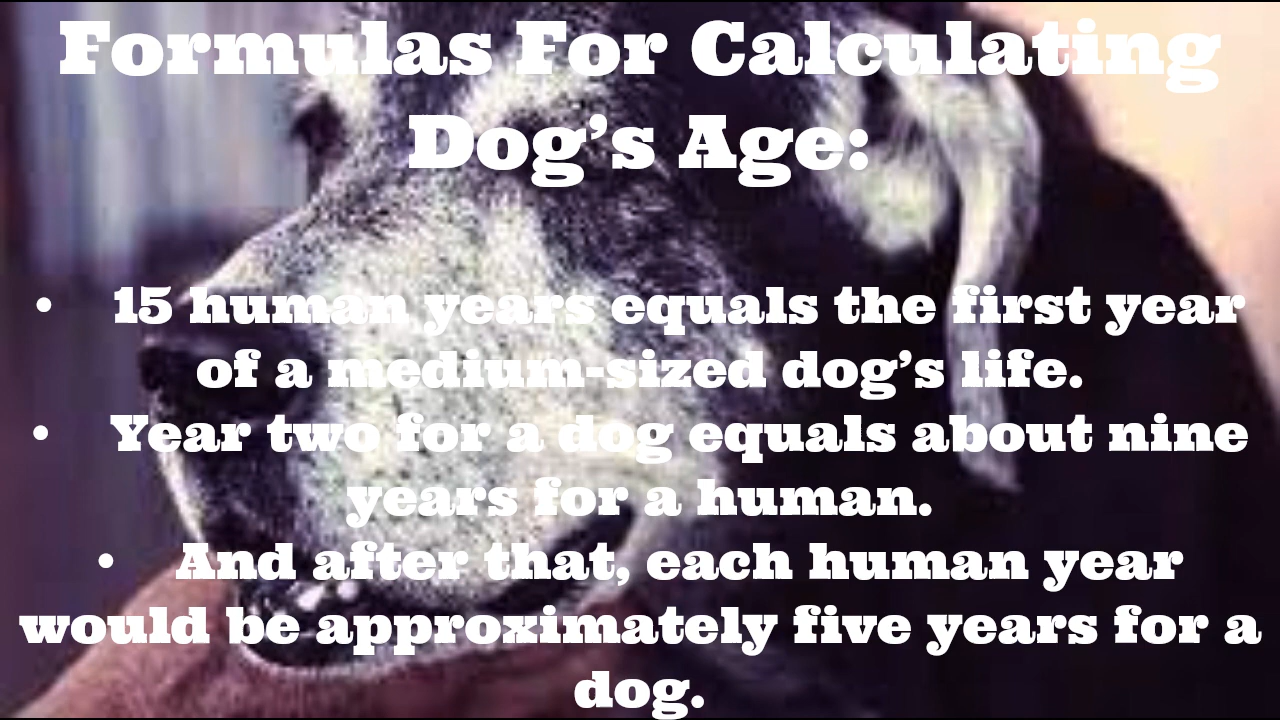 Formulas For Calculating
Dog’s Age:
• 15 human years equals the first year
of a medium-sized dog’s life.
• Year two for a dog equals about nine
years for a human.
• And after that, each human year
would be approximately five years for a
dog.